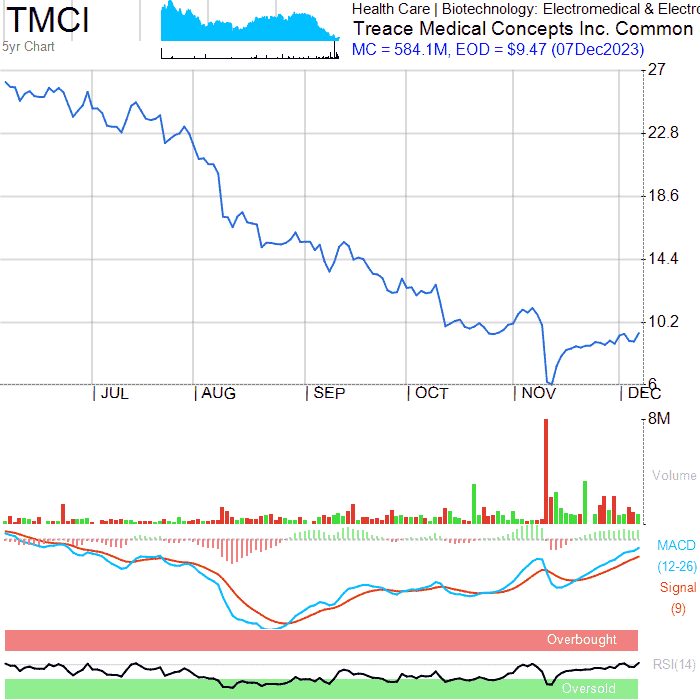 TMCI
5yr Chart
Health Care | Biotechnology: Electromedical & Electro
Treace Medical Concepts Inc. Common
MC = 584.1M, EOD = $9.47 (07Dec2023)
27
22.8
18.6
14.4
10.2
6
JUL AUG SEP OCT NOV DEC
8M
Volume
MACD
(12-26)
Signal
(9)
Overbought
RSI(14)
Oversold